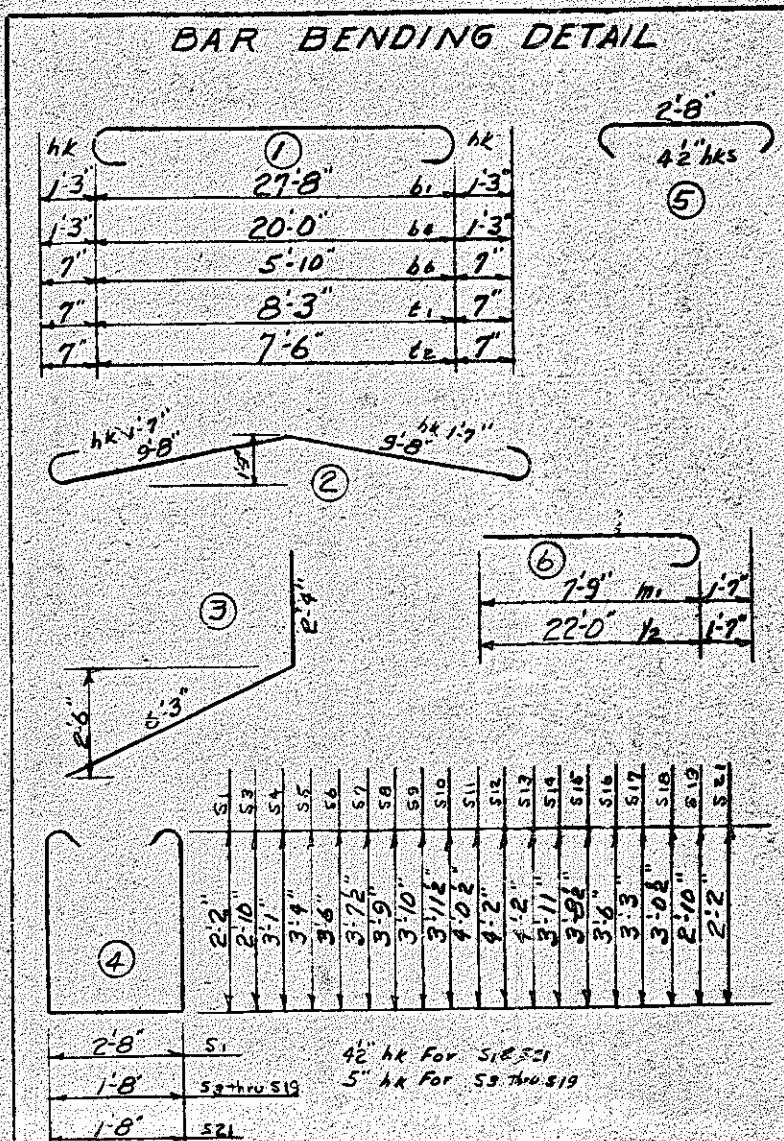 BAR BENDING DETAIL
hk 1 hk
1'-3" 27'-8" b1 1'-3"
1'-3" 20'-0" b4 1'-3"
7" 5'-10" b6 7"
7" 8'-3" t1 7"
7" 7'-6" t2 7"
2'-8"
4½" hks
5
hk 1'-7" hk 1'-7"
9'-8" 9'-8"
2
3
2'-4"
2'-6"
6
7'-9" m1 1'-7"
22'-0" 1'-7"
S1 S3 S4 S5 S6 S7 S8 S9 S10 S11 S12 S13 S14 S15 S16 S17 S18 S19 S21
2'-2" 2'-10" 3'-1" 3'-4" 3'-6" 3'-7½" 3'-9" 3'-10" 3'-11½" 4'-0½" 4'-2" 4'-2" 3'-11" 3'-8½" 3'-6" 3'-3" 3'-0½" 2'-10" 2'-2"
4
2'-8" S1
1'-8" S3 thru S19
1'-8" S21
4½" hk For S1 & S21
5" hk For S3 thru S19